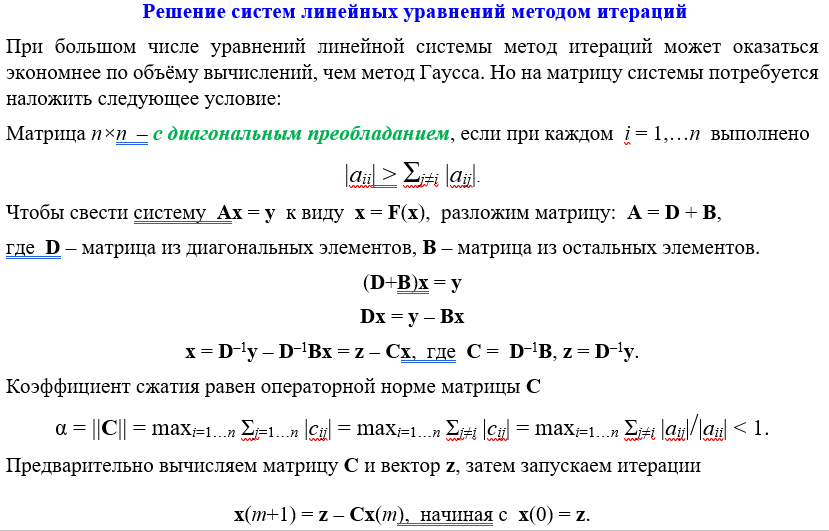 Решение систем линейных уравнений методом итераций
При большом числе уравнений линейной системы метод итераций может оказаться
экономнее по объёму вычислений, чем метод Гаусса. Но на матрицу системы потребуется
наложить следующее условие:
Матрица n×n – с диагональным преобладанием, если при каждом i = 1,…n выполнено
|aᵢᵢ| > Σⱼ≠ᵢ |aᵢⱼ|.
Чтобы свести систему Ax = y к виду x = F(x), разложим матрицу: A = D + B,
где D – матрица из диагональных элементов, B – матрица из остальных элементов.
(D+B)x = y
Dx = y – Bx
x = D⁻¹y – D⁻¹Bx = z – Cx, где C = D⁻¹B, z = D⁻¹y.
Коэффициент сжатия равен операторной норме матрицы C
α = ||C|| = maxᵢ₌₁…ₙ Σⱼ₌₁…ₙ |cᵢⱼ| = maxᵢ₌₁…ₙ Σⱼ≠ᵢ |cᵢⱼ| = maxᵢ₌₁…ₙ Σⱼ≠ᵢ |aᵢⱼ|/|aᵢᵢ| < 1.
Предварительно вычисляем матрицу C и вектор z, затем запускаем итерации
x(m+1) = z – Cx(m), начиная с x(0) = z.